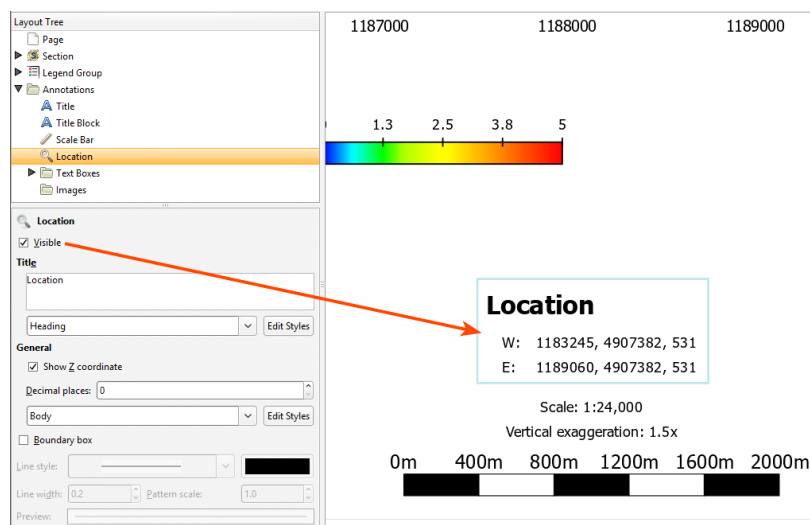 Layout Tree
Page
Section
Legend Group
Annotations
Title
Title Block
Scale Bar
Location
Text Boxes
Images
Location
Visible
Title
Location
Heading
Edit Styles
General
Show Z coordinate
Decimal places: 0
Body
Edit Styles
Boundary box
Line style:
Line width: 0.2 Pattern scale: 1.0
Preview:
1187000 1188000 1189000
1.3 2.5 3.8 5
Location
W: 1183245, 4907382, 531
E: 1189060, 4907382, 531
Scale: 1:24,000
Vertical exaggeration: 1.5x
0m 400m 800m 1200m 1600m 2000m